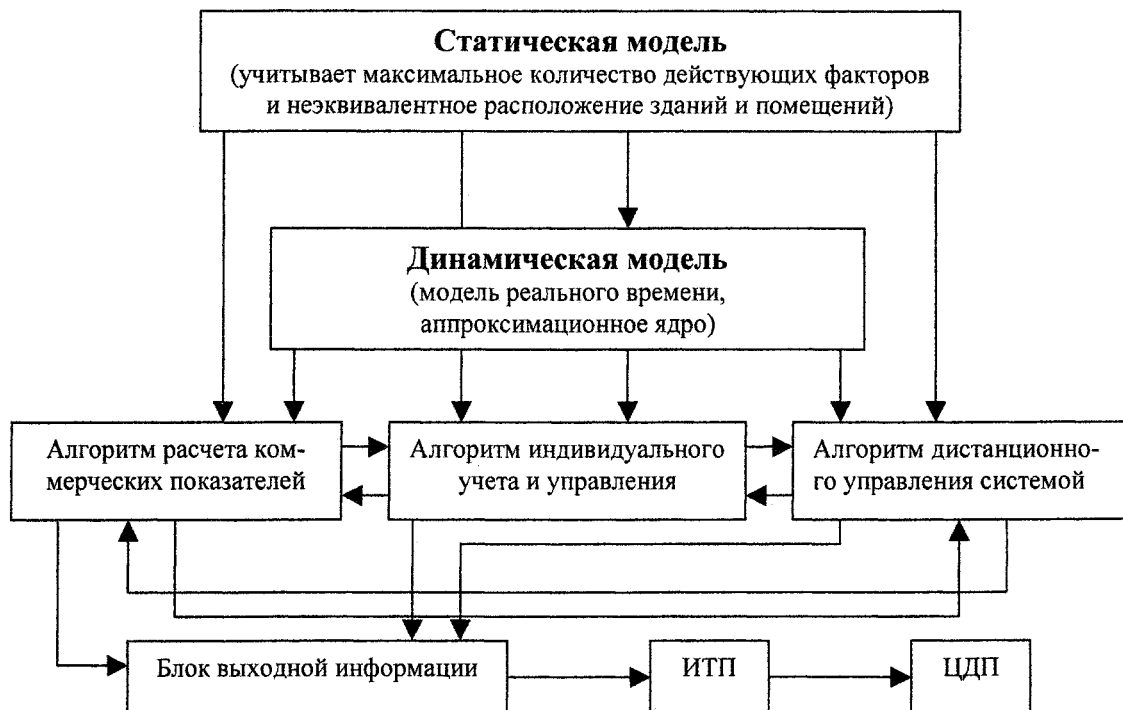 Статическая модель
(учитывает максимальное количество действующих факторов
и неэквивалентное расположение зданий и помещений)
Динамическая модель
(модель реального времени,
аппроксимационное ядро)
Алгоритм расчета ком-
мерческих показателей
Алгоритм индивидуального
учета и управления
Алгоритм дистанционно-
го управления системой
Блок выходной информации
ИТП
ЦДП